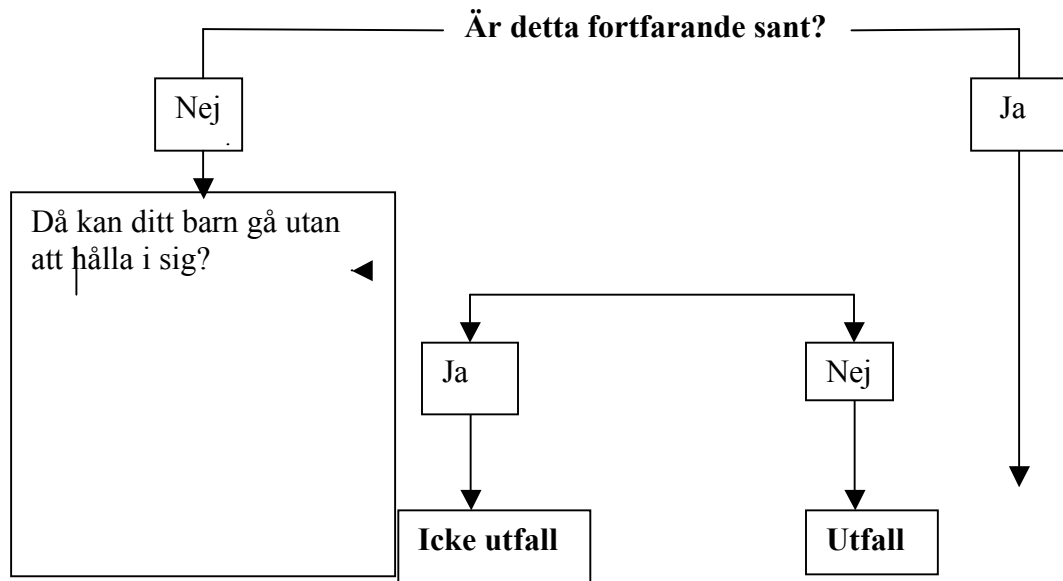 Är detta fortfarande sant?
Nej
Ja
Då kan ditt barn gå utan
att hålla i sig?
Ja
Nej
Icke utfall
Utfall